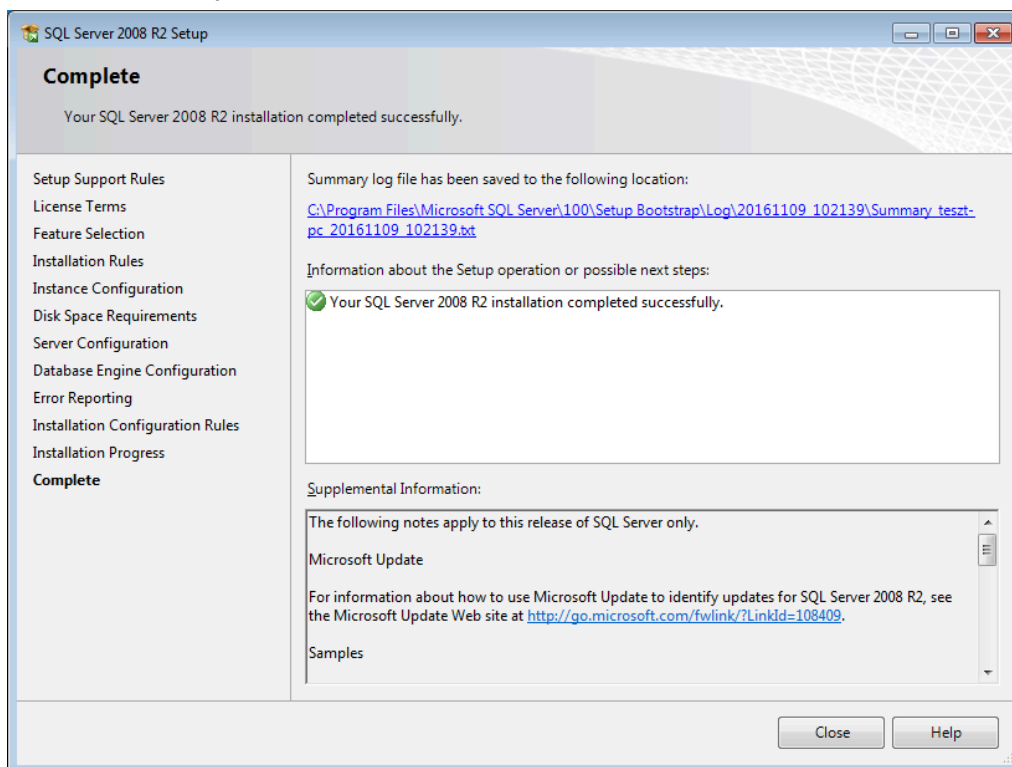 SQL Server 2008 R2 Setup
Complete
Your SQL Server 2008 R2 installation completed successfully.
Setup Support Rules
License Terms
Feature Selection
Installation Rules
Instance Configuration
Disk Space Requirements
Server Configuration
Database Engine Configuration
Error Reporting
Installation Configuration Rules
Installation Progress
Complete
Summary log file has been saved to the following location:
C:\Program Files\Microsoft SQL Server\100\Setup Bootstrap\Log\20161109_102139\Summary_teszt-
pc_20161109_102139.txt
Information about the Setup operation or possible next steps:
Your SQL Server 2008 R2 installation completed successfully.
Supplemental Information:
The following notes apply to this release of SQL Server only.
Microsoft Update
For information about how to use Microsoft Update to identify updates for SQL Server 2008 R2, see
the Microsoft Update Web site at http://go.microsoft.com/fwlink/?LinkId=108409.
Samples
Close
Help